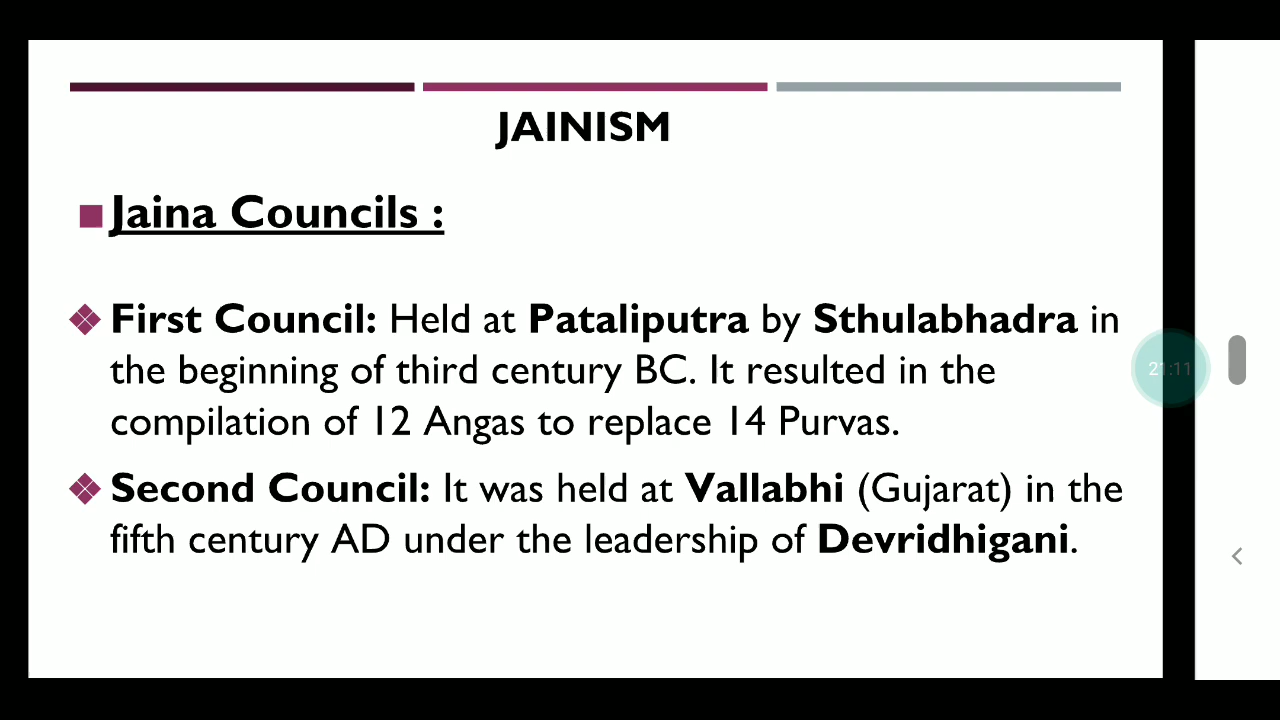 JAINISM
Jaina Councils :
First Council: Held at Pataliputra by Sthulabhadra in
the beginning of third century BC. It resulted in the
compilation of 12 Angas to replace 14 Purvas.
21:11
Second Council: It was held at Vallabhi (Gujarat) in the
fifth century AD under the leadership of Devridhigani.